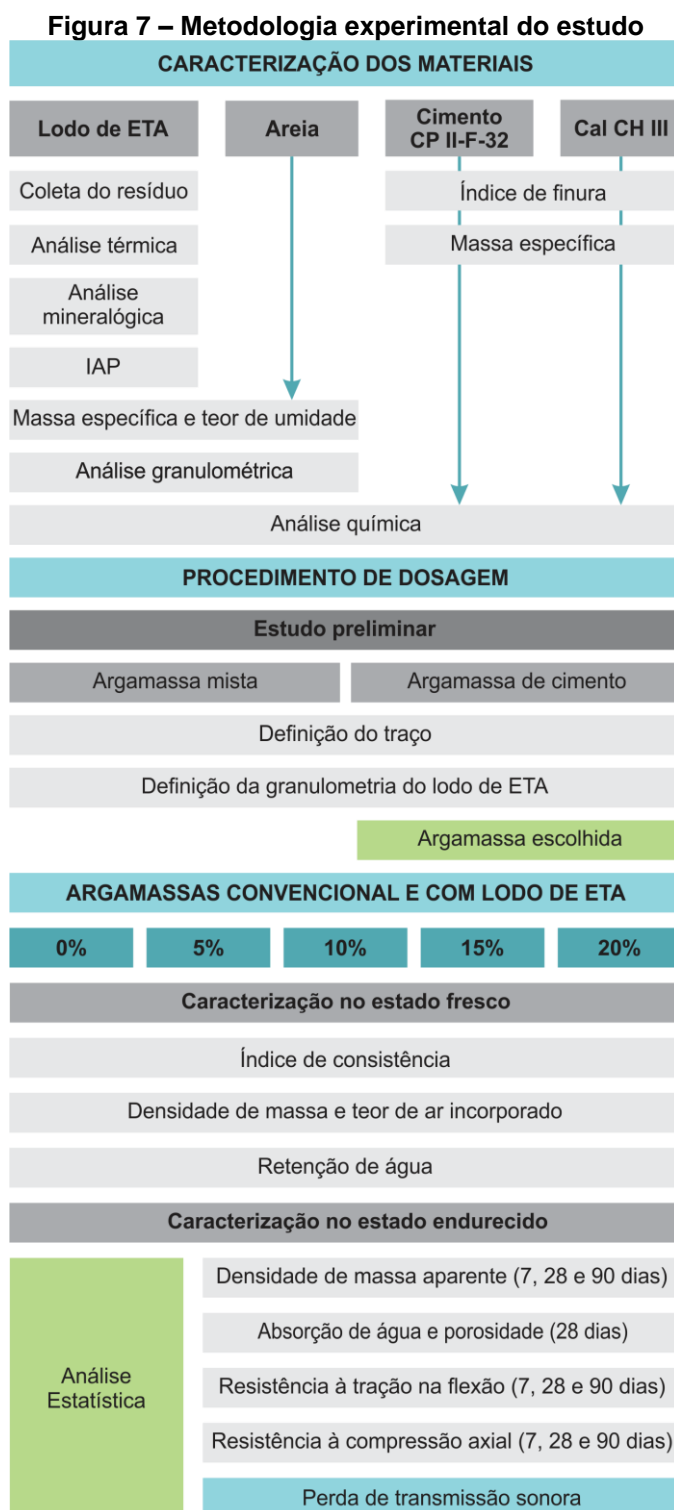 Figura 7 – Metodologia experimental do estudo
CARACTERIZAÇÃO DOS MATERIAIS
Lodo de ETA
Areia
Cimento
CP II-F-32
Cal CH III
Coleta do resíduo
Índice de finura
Análise térmica
Massa específica
Análise
mineralógica
IAP
Massa específica e teor de umidade
Análise granulométrica
Análise química
PROCEDIMENTO DE DOSAGEM
Estudo preliminar
Argamassa mista
Argamassa de cimento
Definição do traço
Definição da granulometria do lodo de ETA
Argamassa escolhida
ARGAMASSAS CONVENCIONAL E COM LODO DE ETA
0%
5%
10%
15%
20%
Caracterização no estado fresco
Índice de consistência
Densidade de massa e teor de ar incorporado
Retenção de água
Caracterização no estado endurecido
Análise
Estatística
Densidade de massa aparente (7, 28 e 90 dias)
Absorção de água e porosidade (28 dias)
Resistência à tração na flexão (7, 28 e 90 dias)
Resistência à compressão axial (7, 28 e 90 dias)
Perda de transmissão sonora